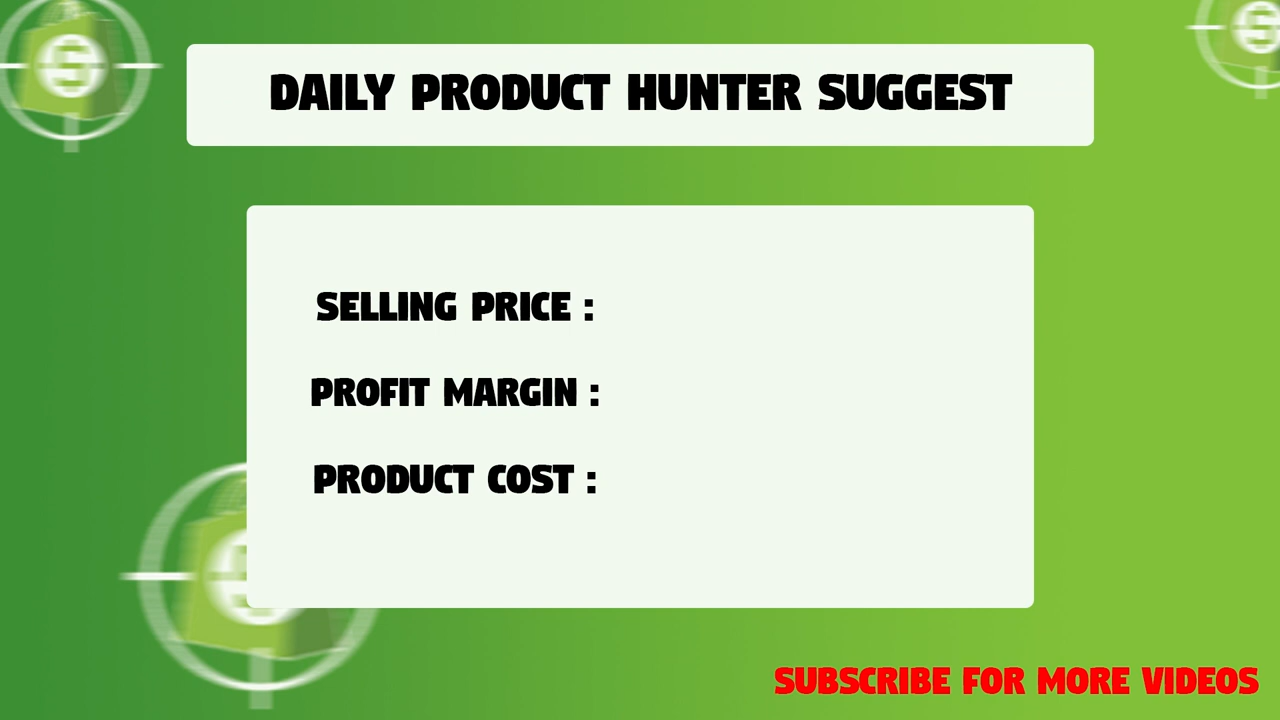 DAILY PRODUCT HUNTER SUGGEST
SELLING PRICE :
PROFIT MARGIN :
PRODUCT COST :
SUBSCRIBE FOR MORE VIDEOS